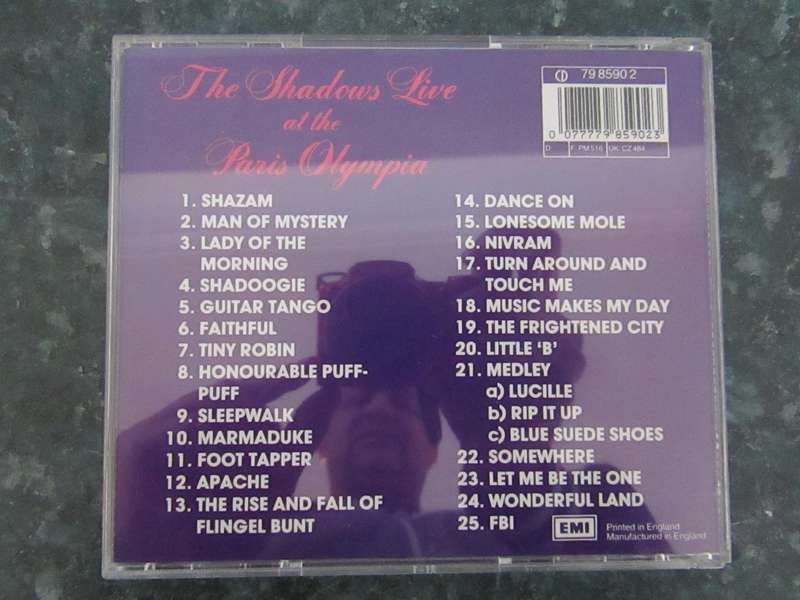 The Shadows Live
at the
Paris Olympia
CD 79 8590 2
0 077779 859023
D F: PM 516 UK: CZ 484
1. SHAZAM
2. MAN OF MYSTERY
3. LADY OF THE
MORNING
4. SHADOOGIE
5. GUITAR TANGO
6. FAITHFUL
7. TINY ROBIN
8. HONOURABLE PUFF-
PUFF
9. SLEEPWALK
10. MARMADUKE
11. FOOT TAPPER
12. APACHE
13. THE RISE AND FALL OF
FLINGEL BUNT
14. DANCE ON
15. LONESOME MOLE
16. NIVRAM
17. TURN AROUND AND
TOUCH ME
18. MUSIC MAKES MY DAY
19. THE FRIGHTENED CITY
20. LITTLE ‘B’
21. MEDLEY
a) LUCILLE
b) RIP IT UP
c) BLUE SUEDE SHOES
22. SOMEWHERE
23. LET ME BE THE ONE
24. WONDERFUL LAND
25. FBI
EMI
Printed in England
Manufactured in England